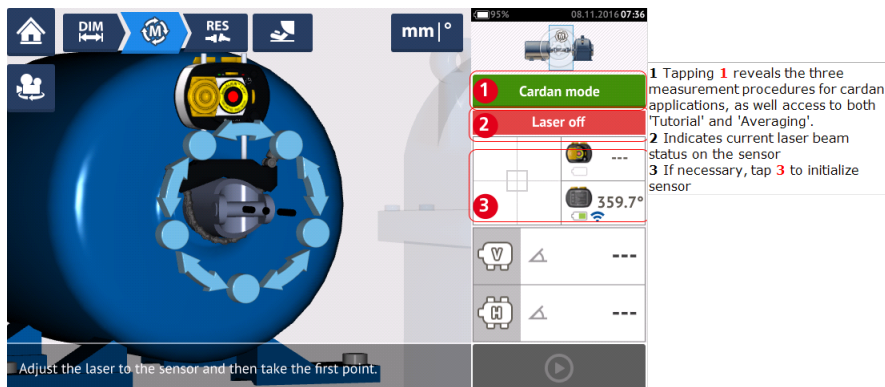 DIM
M
RES
mm|°
95%
08.11.2016 07:36
1
Cardan mode
2
Laser off
---
3
359.7°
V
---
H
---
Adjust the laser to the sensor and then take the first point.
1 Tapping 1 reveals the three
measurement procedures for cardan
applications, as well access to both
'Tutorial' and 'Averaging'.
2 Indicates current laser beam
status on the sensor
3 If necessary, tap 3 to initialize
sensor